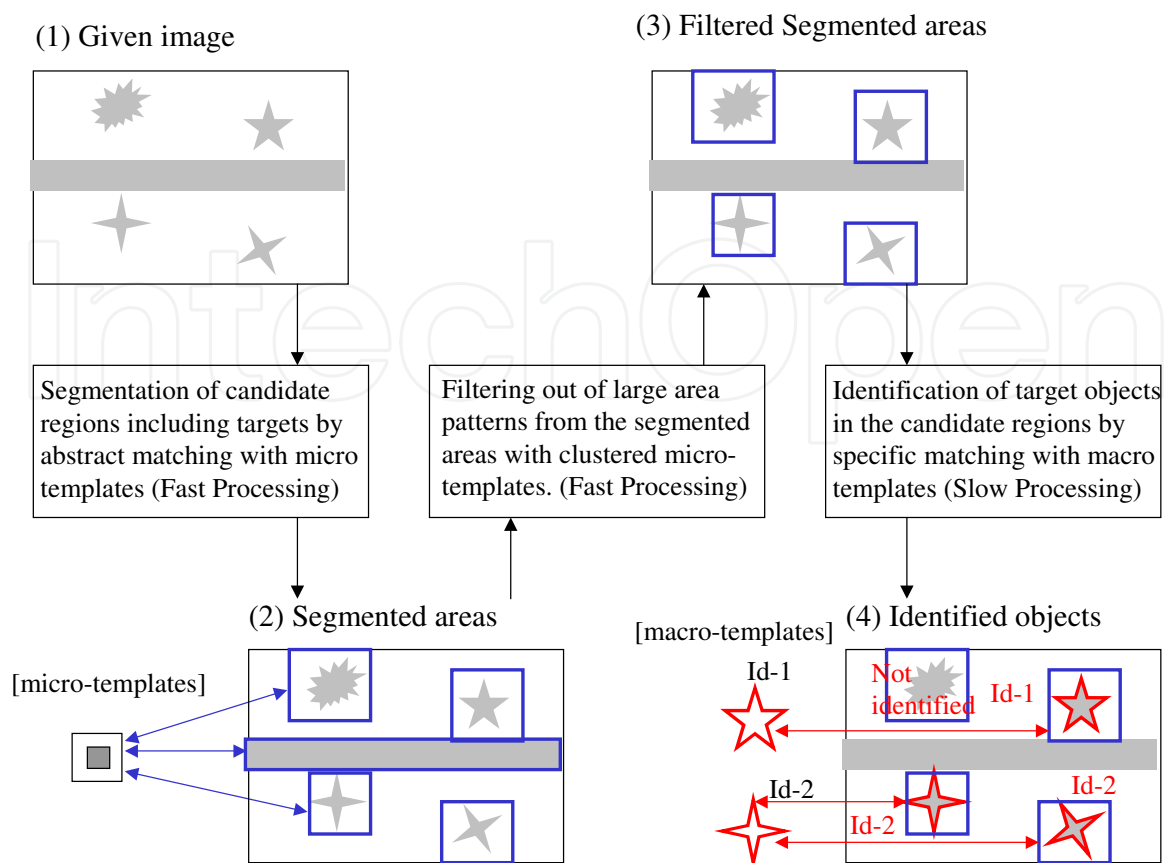 (1) Given image
(3) Filtered Segmented areas
IntechOpen
Segmentation of candidate
regions including targets by
abstract matching with micro
templates (Fast Processing)
Filtering out of large area
patterns from the segmented
areas with clustered micro-
templates. (Fast Processing)
Identification of target objects
in the candidate regions by
specific matching with macro
templates (Slow Processing)
(2) Segmented areas
[micro-templates]
(4) Identified objects
[macro-templates]
Id-1
Not
identified
Id-1
Id-2
Id-2
Id-2